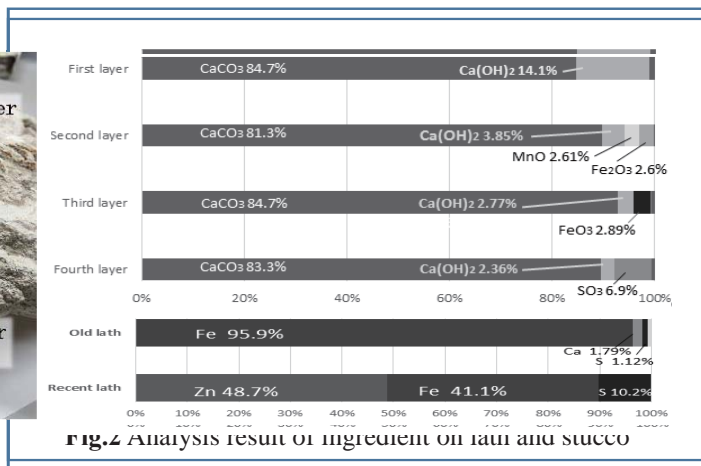 First layer CaCO3 84.7% Ca(OH)2 14.1%
Second layer CaCO3 81.3% Ca(OH)2 3.85%
MnO 2.61%
Fe2O3 2.6%
Third layer CaCO3 84.7% Ca(OH)2 2.77%
FeO3 2.89%
Fourth layer CaCO3 83.3% Ca(OH)2 2.36%
SO3 6.9%
0% 20% 40% 60% 80% 100%
Old lath Fe 95.9%
Ca 1.79%
S 1.12%
Recent lath Zn 48.7% Fe 41.1% S 10.2%
0% 10% 20% 30% 40% 50% 60% 70% 80% 90% 100%
Fig.2 Analysis result of ingredient on lath and stucco